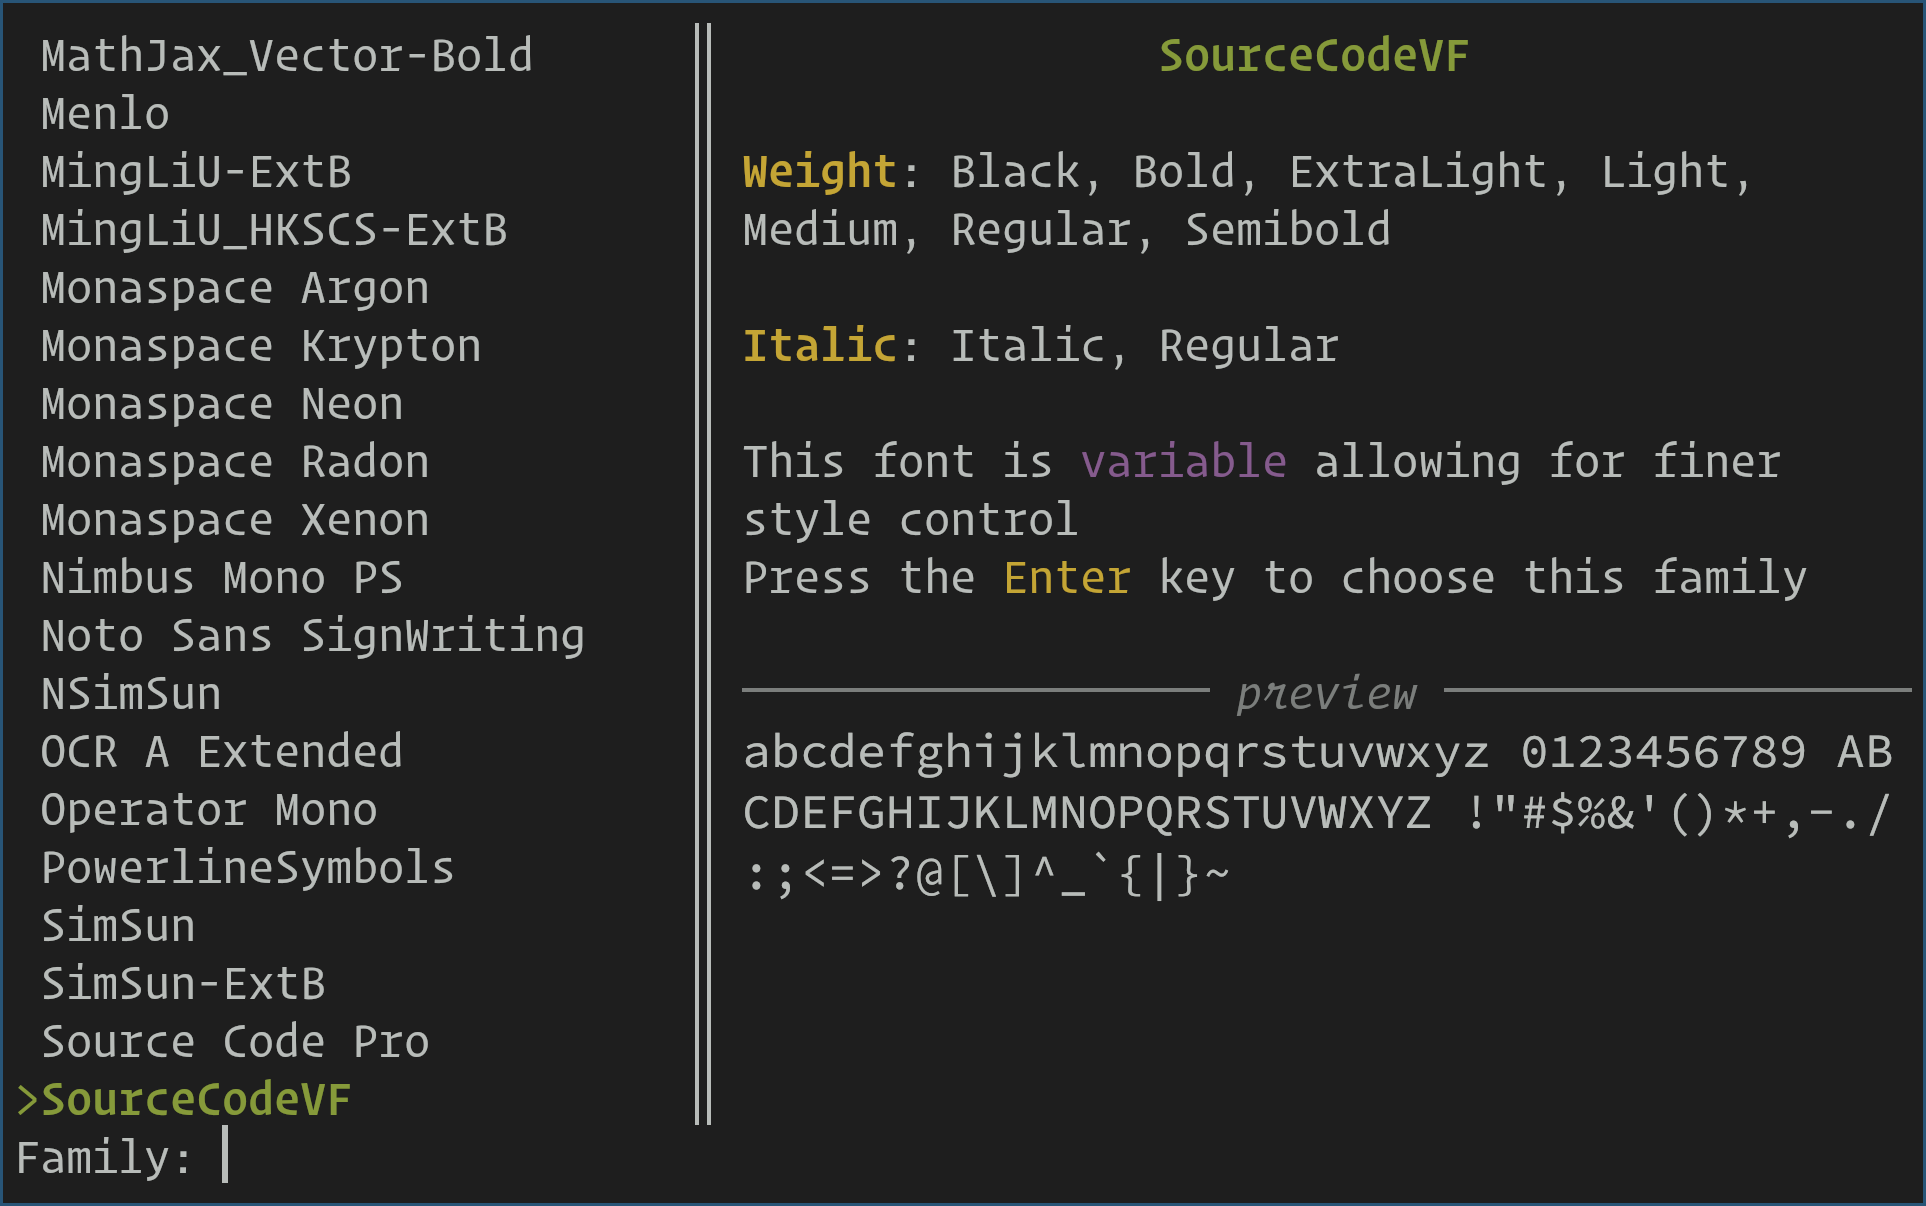 MathJax_Vector-Bold
Menlo
MingLiU-ExtB
MingLiU_HKSCS-ExtB
Monaspace Argon
Monaspace Krypton
Monaspace Neon
Monaspace Radon
Monaspace Xenon
Nimbus Mono PS
Noto Sans SignWriting
NSimSun
OCR A Extended
Operator Mono
PowerlineSymbols
SimSun
SimSun-ExtB
Source Code Pro
>SourceCodeVF
Family:
SourceCodeVF
Weight: Black, Bold, ExtraLight, Light,
Medium, Regular, Semibold
Italic: Italic, Regular
This font is variable allowing for finer
style control
Press the Enter key to choose this family
preview
abcdefghijklmnopqrstuvwxyz 0123456789 AB
CDEFGHIJKLMNOPQRSTUVWXYZ !"#$%&'()*+,-./
:;<=>?@[\]^_`{|}~